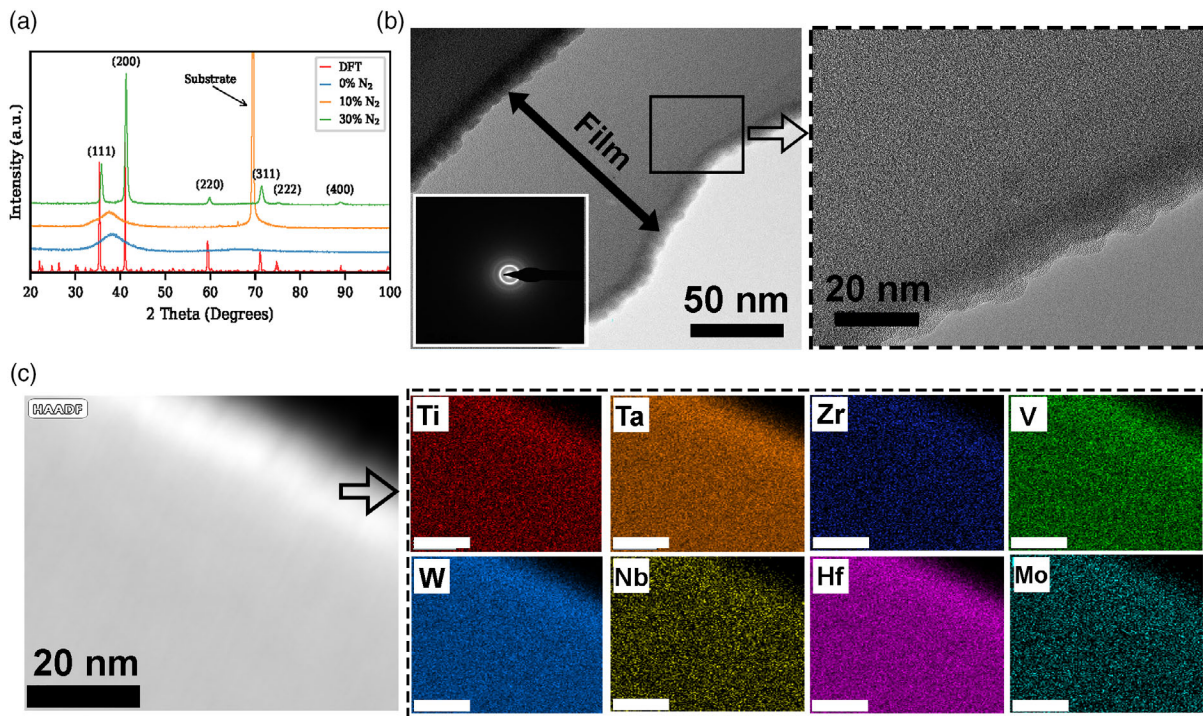 (a)
Intensity (a.u.)
(111)
(200)
Substrate
(220)
(311)
(222)
(400)
DFT
0% N₂
10% N₂
30% N₂
20 30 40 50 60 70 80 90 100
2 Theta (Degrees)
(b)
Film
50 nm
20 nm
(c)
HAADF
20 nm
Ti
Ta
Zr
V
W
Nb
Hf
Mo